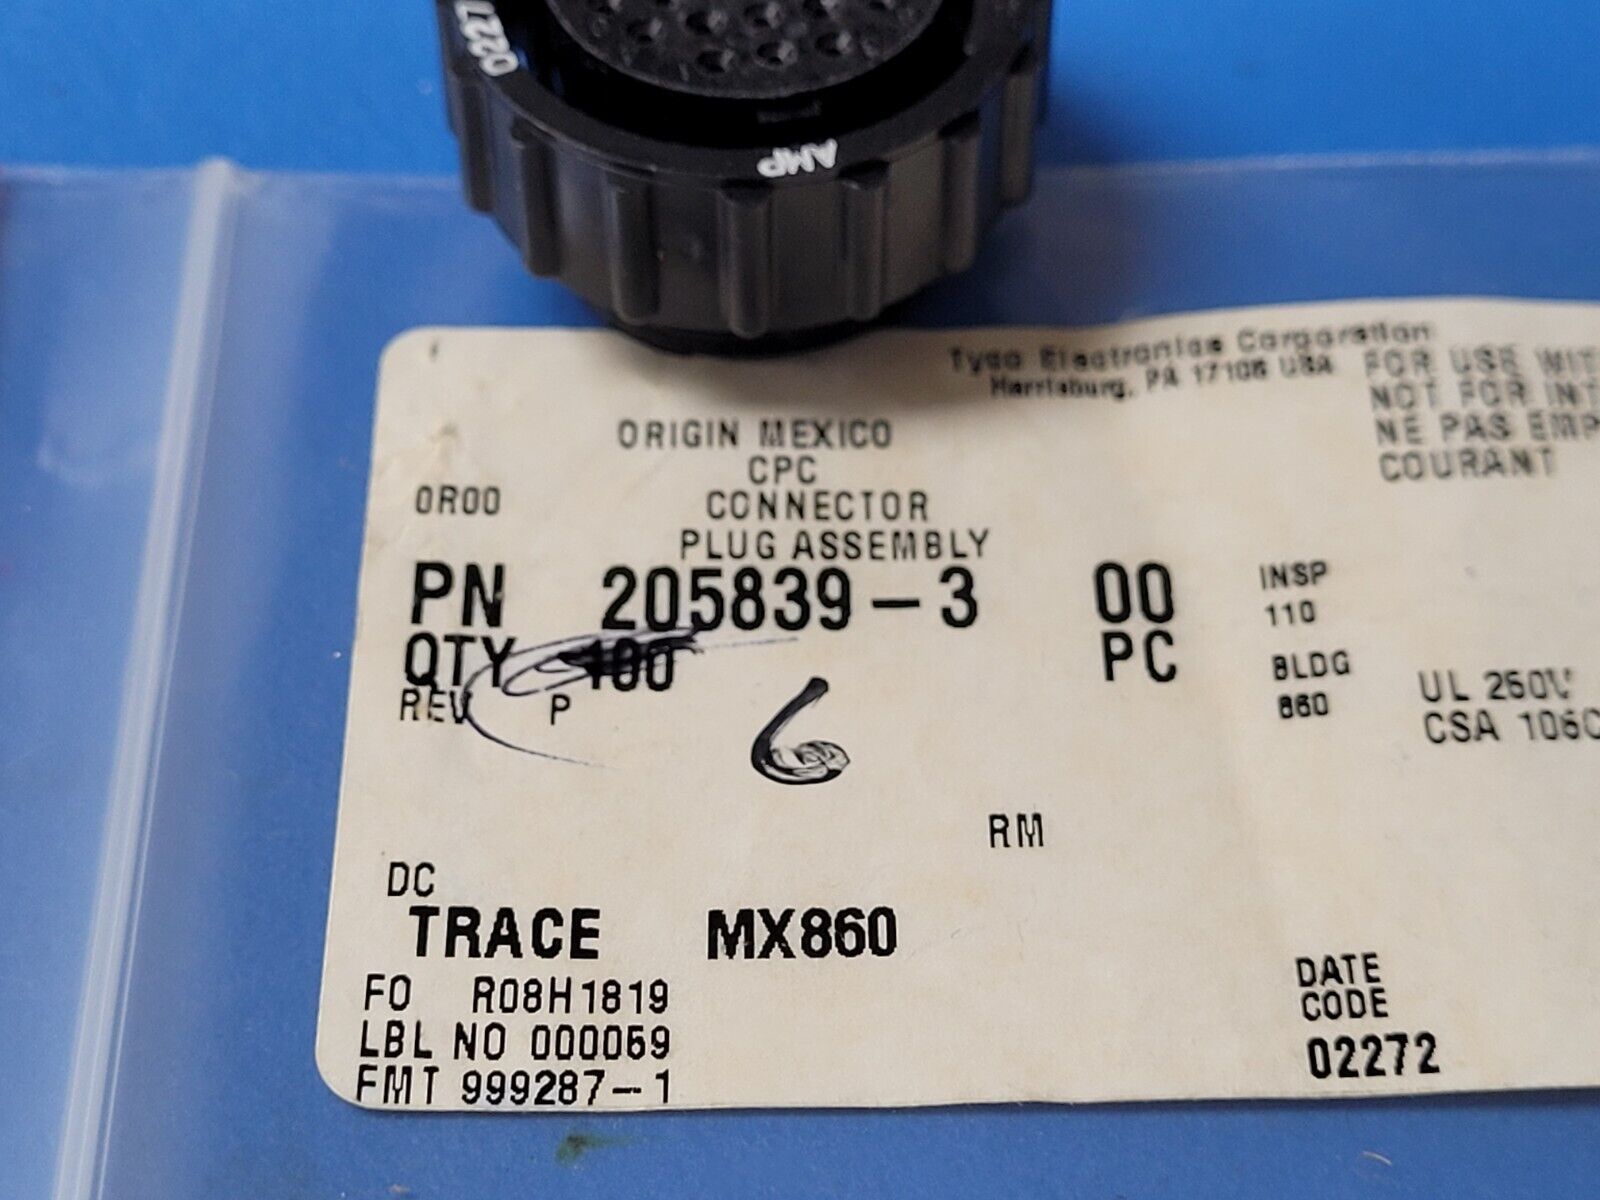 0227
AMP
Tyco Electronics Corporation
Harrisburg, PA 17105 USA
FOR USE WIT
NOT FOR INT
NE PAS EMP
COURANT
ORIGIN MEXICO
CPC
0R00
CONNECTOR
PLUG ASSEMBLY
PN 205839-3 00
QTY 100 PC
REV P
6
INSP
110
BLDG
860
UL 250V
CSA 106
RM
DC
TRACE MX860
FO R08H1819
LBL NO 000059
FMT 999287-1
DATE
CODE
02272